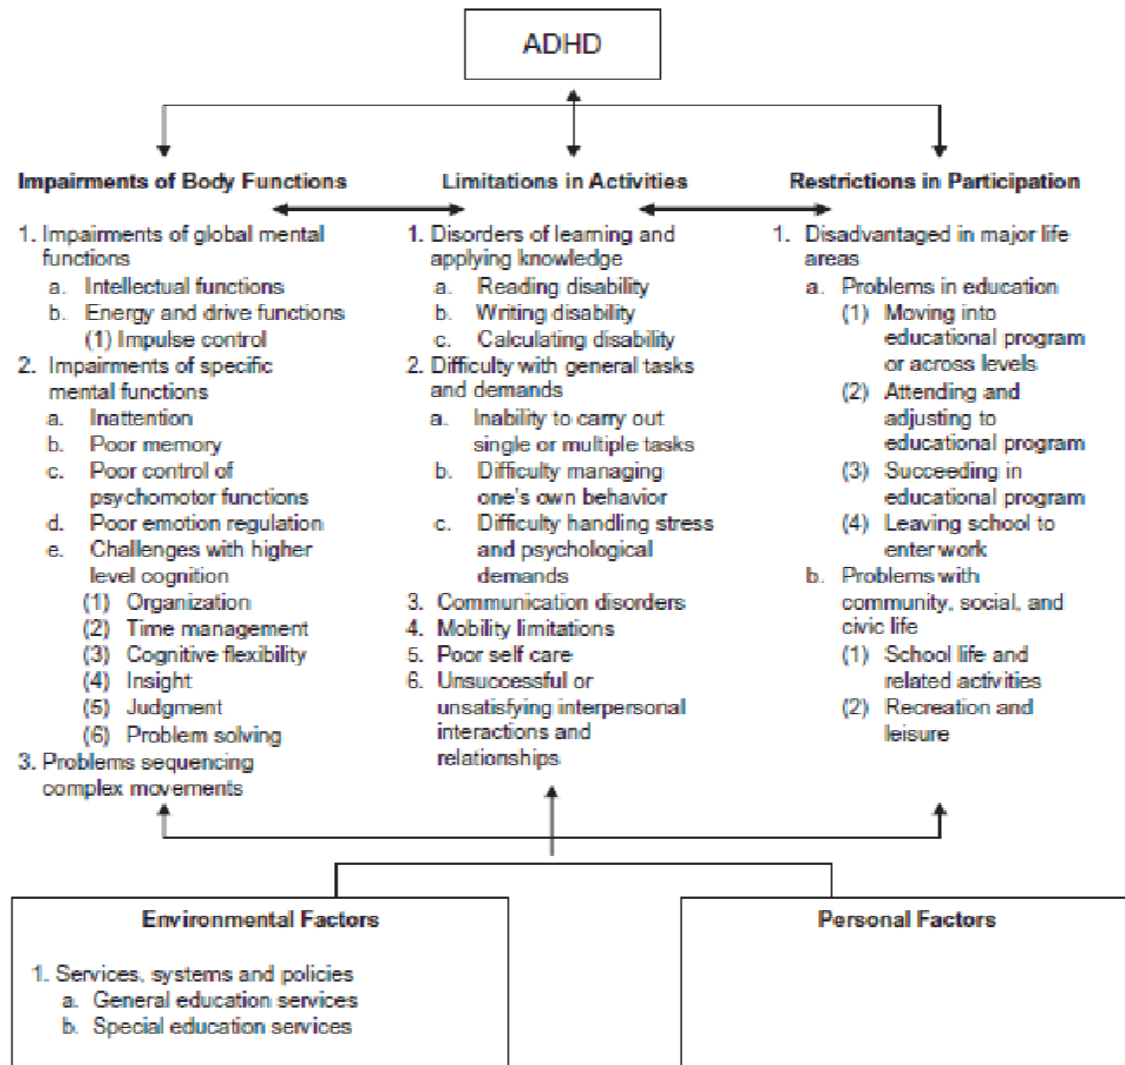 ADHD
Impairments of Body Functions
1. Impairments of global mental
functions
a. Intellectual functions
b. Energy and drive functions
(1) Impulse control
2. Impairments of specific
mental functions
a. Inattention
b. Poor memory
c. Poor control of
psychomotor functions
d. Poor emotion regulation
e. Challenges with higher
level cognition
(1) Organization
(2) Time management
(3) Cognitive flexibility
(4) Insight
(5) Judgment
(6) Problem solving
3. Problems sequencing
complex movements
Limitations in Activities
1. Disorders of learning and
applying knowledge
a. Reading disability
b. Writing disability
c. Calculating disability
2. Difficulty with general tasks
and demands
a. Inability to carry out
single or multiple tasks
b. Difficulty managing
one's own behavior
c. Difficulty handling stress
and psychological
demands
3. Communication disorders
4. Mobility limitations
5. Poor self care
6. Unsuccessful or
unsatisfying interpersonal
interactions and
relationships
Restrictions in Participation
1. Disadvantaged in major life
areas
a. Problems in education
(1) Moving into
educational program
or across levels
(2) Attending and
adjusting to
educational program
(3) Succeeding in
educational program
(4) Leaving school to
enter work
b. Problems with
community, social, and
civic life
(1) School life and
related activities
(2) Recreation and
leisure
Environmental Factors
1. Services, systems and policies
a. General education services
b. Special education services
Personal Factors